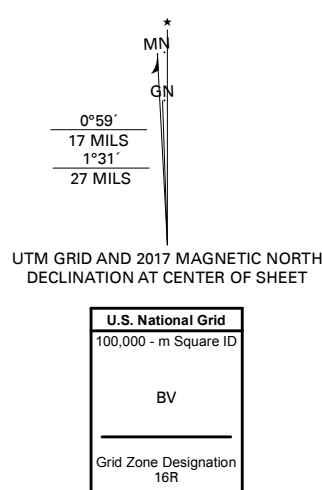 ★
MN
GN
0°59´
17 MILS
1°31´
27 MILS
UTM GRID AND 2017 MAGNETIC NORTH
DECLINATION AT CENTER OF SHEET
U.S. National Grid
100,000 - m Square ID
BV
Grid Zone Designation
16R